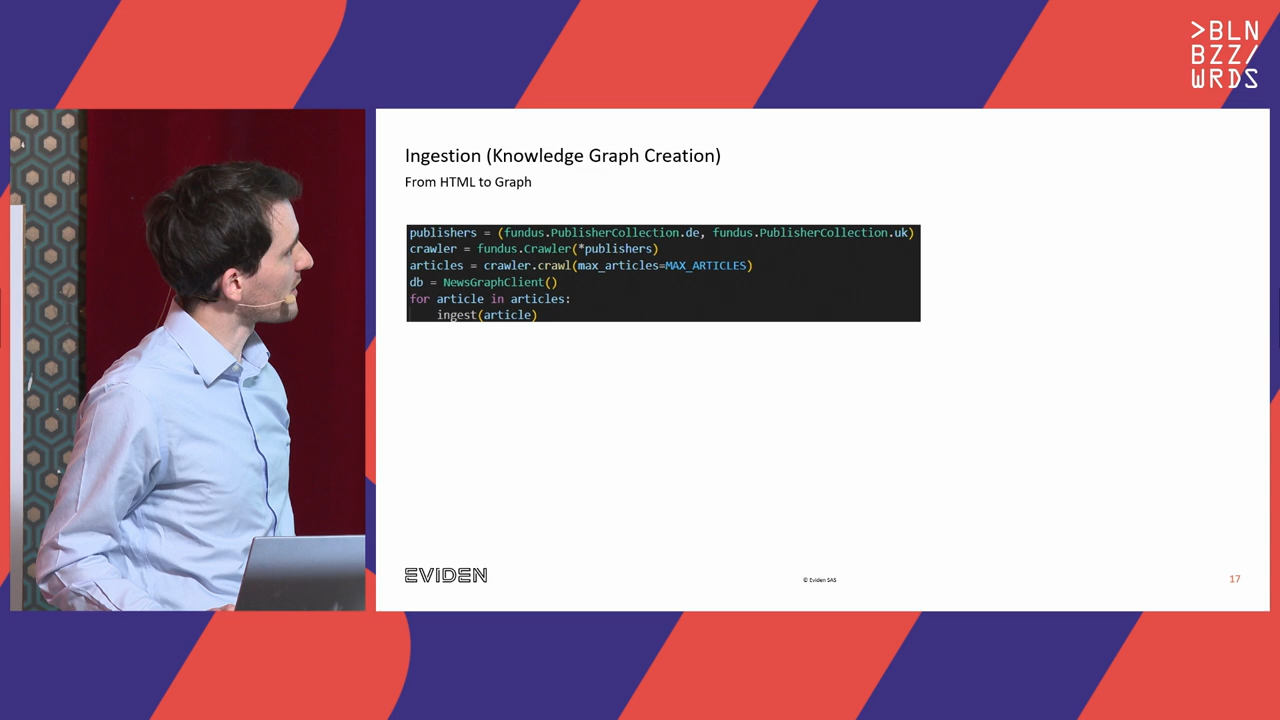 >BLN
BZZ/
WRDS
Ingestion (Knowledge Graph Creation)
From HTML to Graph
publishers = (fundus.PublisherCollection.de, fundus.PublisherCollection.uk)
crawler = fundus.Crawler(*publishers)
articles = crawler.crawl(max_articles=MAX_ARTICLES)
db = NewsGraphClient()
for article in articles:
    ingest(article)
EVIDEN
© Eviden SAS
17